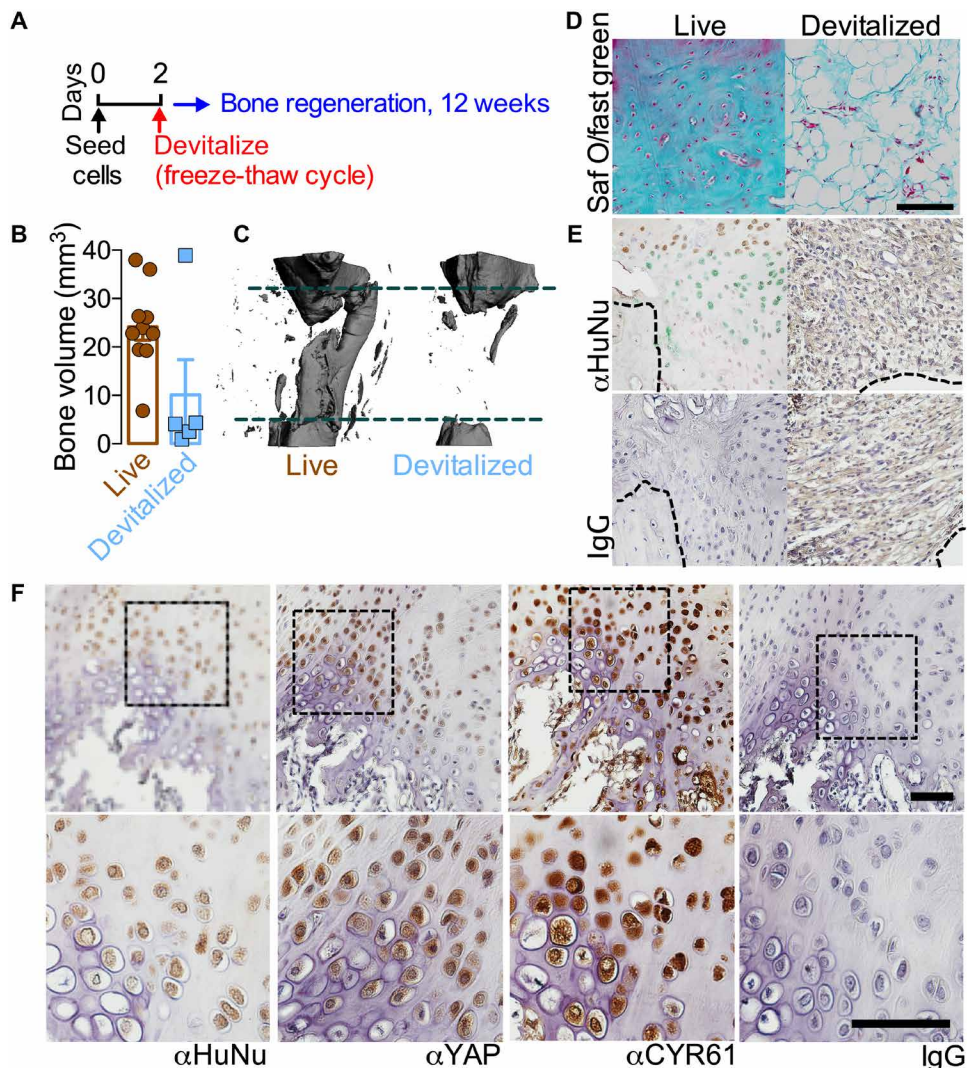 A
Days
0 2
Bone regeneration, 12 weeks
Seed cells
Devitalize
(freeze-thaw cycle)
B
Bone volume (mm³)
40
30
20
10
0
Live
Devitalized
C
Live Devitalized
D
Live Devitalized
Saf O/fast green
E
αHuNu
IgG
F
αHuNu αYAP αCYR61 IgG